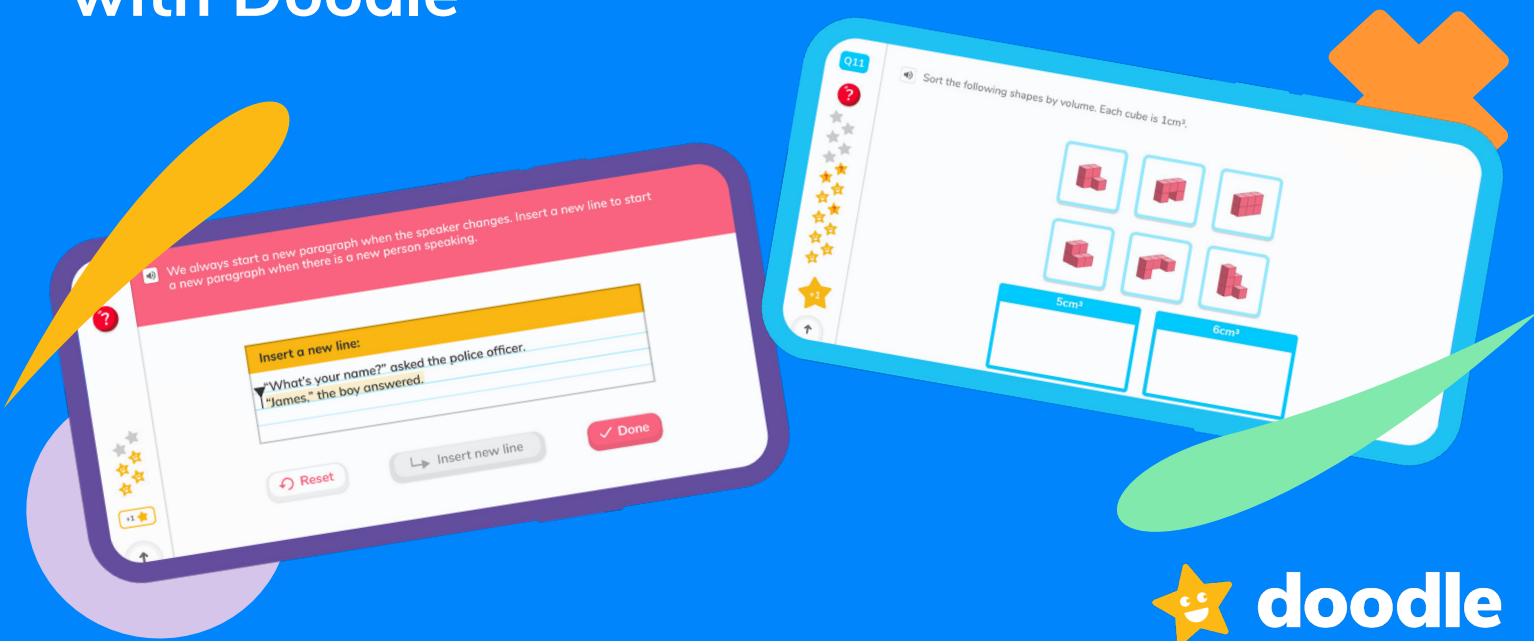 with Doodle
We always start a new paragraph when the speaker changes. Insert a new line to start
a new paragraph when there is a new person speaking.
?
Insert a new line:
"What's your name?" asked the police officer.
"James," the boy answered.
Reset
Insert new line
Done
+1
Q11
?
Sort the following shapes by volume. Each cube is 1cm³.
5cm³
6cm³
+1
doodle